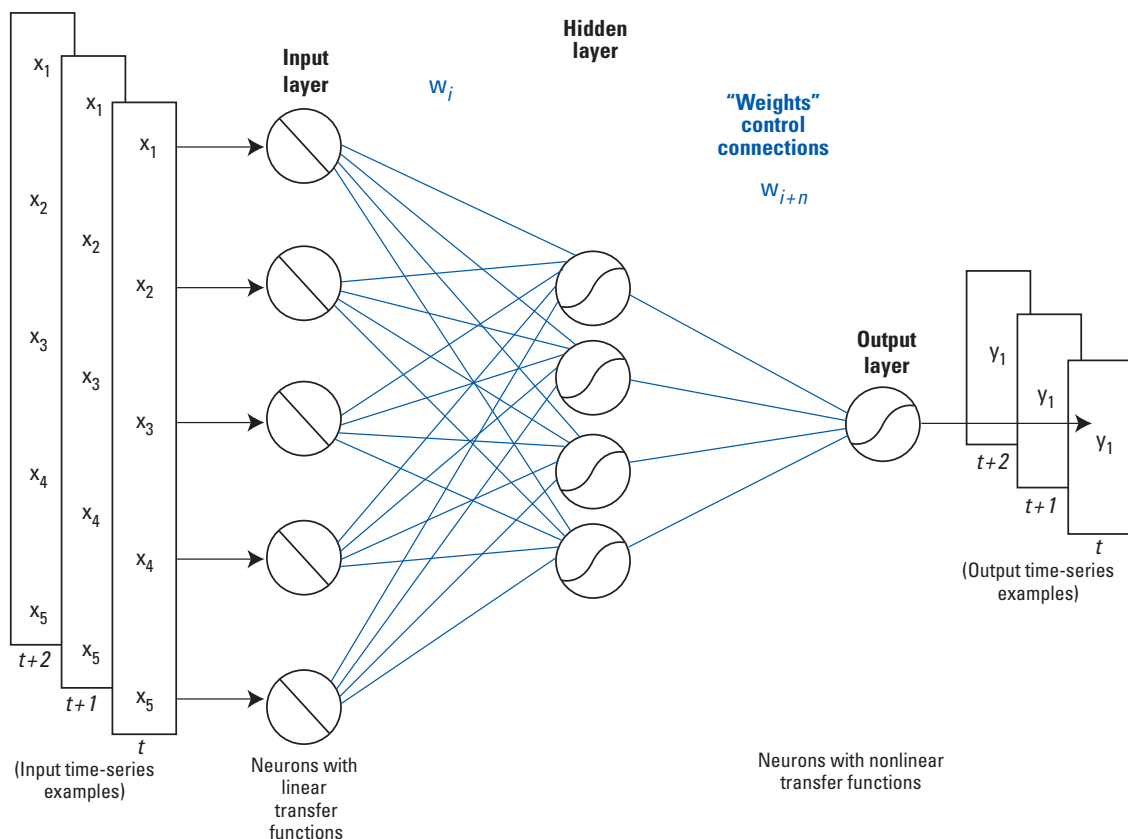 Input
layer
Hidden
layer
w_i
“Weights”
control
connections
w_{i+n}
Output
layer
x₁
x₂
x₃
x₄
x₅
t+2
x₁
x₂
x₃
x₄
x₅
t+1
x₁
x₂
x₃
x₄
x₅
t
(Input time-series
examples)
Neurons with
linear
transfer
functions
Neurons with nonlinear
transfer functions
y₁
t+2
y₁
t+1
y₁
t
(Output time-series
examples)